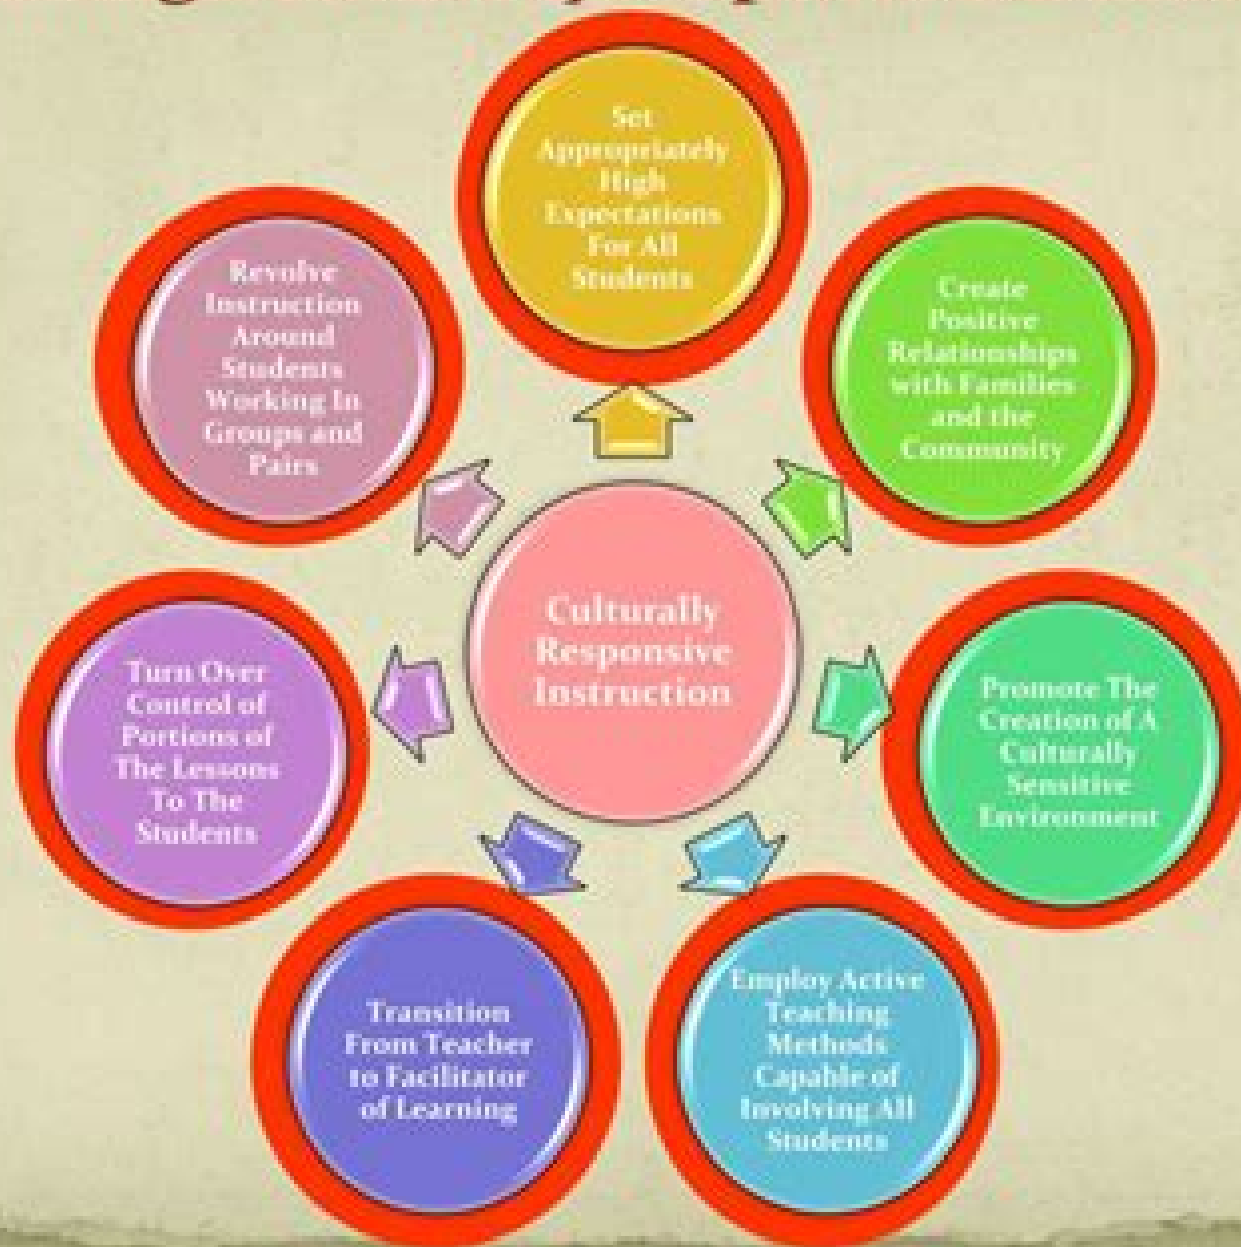 Set
Appropriately
High
Expectations
For All
Students
Create
Positive
Relationships
with Families
and the
Community
Promote The
Creation of A
Culturally
Sensitive
Environment
Employ Active
Teaching
Methods
Capable of
Involving All
Students
Transition
From Teacher
to Facilitator
of Learning
Turn Over
Control of
Portions of
The Lessons
To The
Students
Revolve
Instruction
Around
Students
Working In
Groups and
Pairs
Culturally
Responsive
Instruction